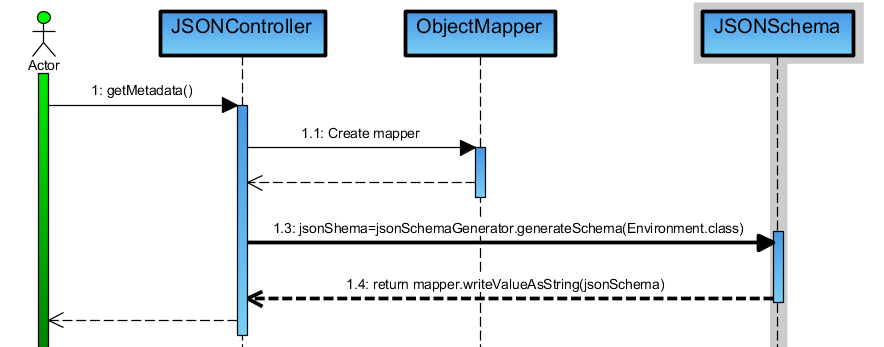 JSONController
ObjectMapper
JSONSchema
Actor
1: getMetadata()
1.1: Create mapper
1.3: jsonShema=jsonSchemaGenerator.generateSchema(Environment.class)
1.4: return mapper.writeValueAsString(jsonSchema)